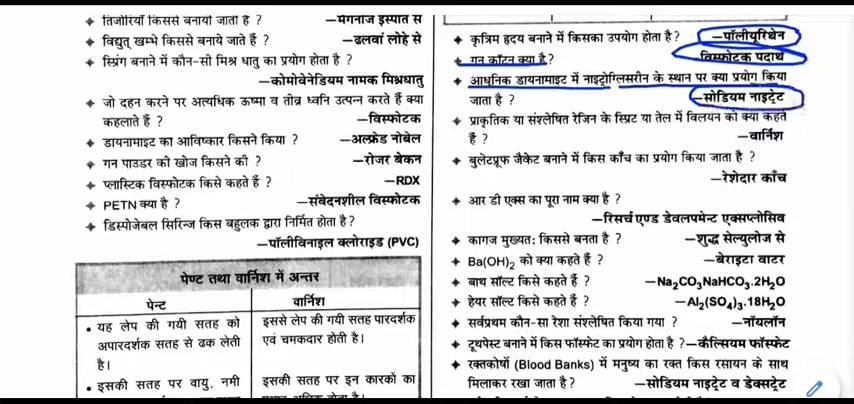 ✦ तिजोरियाँ किससे बनायी जाती है ? —मैंगनीज इस्पात से
✦ विद्युत् खम्भे किससे बनाये जाते हैं ? —ढलवां लोहे से
✦ स्प्रिंग बनाने में कौन-सी मिश्र धातु का प्रयोग होता है ?
—क्रोमोवेनेडियम नामक मिश्रधातु
✦ जो दहन करने पर अत्यधिक ऊष्मा व तीव्र ध्वनि उत्पन्न करते हैं क्या
कहलाते हैं ? —विस्फोटक
✦ डायनामाइट का आविष्कार किसने किया ? —अल्फ्रेड नोबेल
✦ गन पाउडर की खोज किसने की ? —रोजर बेकन
✦ प्लास्टिक विस्फोटक किसे कहते हैं ? —RDX
✦ PETN क्या है ? —संवेदनशील विस्फोटक
✦ डिस्पोजेबल सिरिन्ज किस बहुलक द्वारा निर्मित होता है?
—पॉलीविनाइल क्लोराइड (PVC)
पेण्ट तथा वार्निश में अन्तर
पेन्ट वार्निश
• यह लेप की गयी सतह को इससे लेप की गयी सतह पारदर्शक
अपारदर्शक सतह से ढक लेती एवं चमकदार होती है।
है।
• इसकी सतह पर वायु, नमी इसकी सतह पर इन कारकों का
✦ कृत्रिम हृदय बनाने में किसका उपयोग होता है? —पॉलीयूरिथेन
✦ गन कॉटन क्या है? विस्फोटक पदार्थ
✦ आधुनिक डायनामाइट में नाइट्रोग्लिसरीन के स्थान पर क्या प्रयोग किया
जाता है ? —सोडियम नाइट्रेट
✦ प्राकृतिक या संश्लेषित रेजिन के स्प्रिट या तेल में विलयन को क्या कहते
हैं ? —वार्निश
✦ बुलेटप्रूफ जैकेट बनाने में किस काँच का प्रयोग किया जाता है ?
—रेशेदार काँच
✦ आर डी एक्स का पूरा नाम क्या है ?
—रिसर्च एण्ड डेवलपमेण्ट एक्सप्लोसिव
✦ कागज मुख्यत: किससे बनता है ? —शुद्ध सेल्युलोज से
✦ Ba(OH)₂ को क्या कहते हैं ? —बेराइटा वाटर
✦ बाथ सॉल्ट किसे कहते हैं ? —Na₂CO₃NaHCO₃.2H₂O
✦ हेयर सॉल्ट किसे कहते हैं ? —Al₂(SO₄)₃.18H₂O
✦ सर्वप्रथम कौन-सा रेशा संश्लेषित किया गया ? —नॉयलॉन
✦ टूथपेस्ट बनाने में किस फॉस्फेट का प्रयोग होता है ?—कैल्सियम फॉस्फेट
✦ रक्तकोषों (Blood Banks) में मनुष्य का रक्त किस रसायन के साथ
मिलाकर रखा जाता है ? —सोडियम नाइट्रेट व डेक्सट्रेट